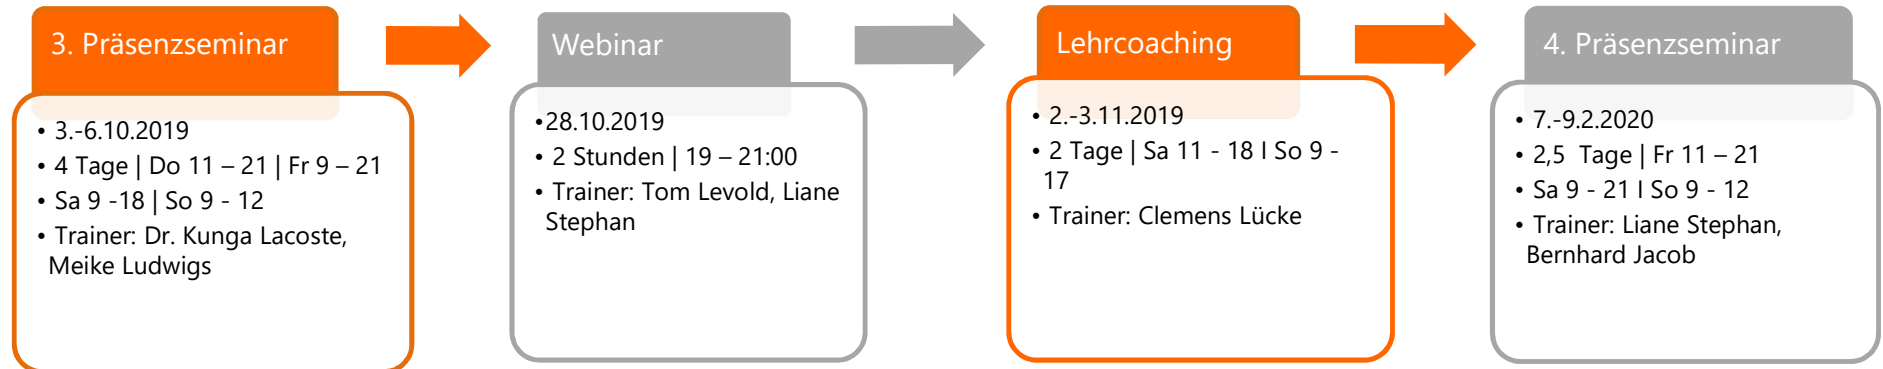 3. Präsenzseminar
• 3.-6.10.2019
• 4 Tage | Do 11 – 21 | Fr 9 – 21
• Sa 9 -18 | So 9 - 12
• Trainer: Dr. Kunga Lacoste,
Meike Ludwigs
Webinar
•28.10.2019
• 2 Stunden | 19 – 21:00
• Trainer: Tom Levold, Liane
Stephan
Lehrcoaching
• 2.-3.11.2019
• 2 Tage | Sa 11 - 18 I So 9 -
17
• Trainer: Clemens Lücke
4. Präsenzseminar
• 7.-9.2.2020
• 2,5 Tage | Fr 11 – 21
• Sa 9 - 21 I So 9 - 12
• Trainer: Liane Stephan,
Bernhard Jacob